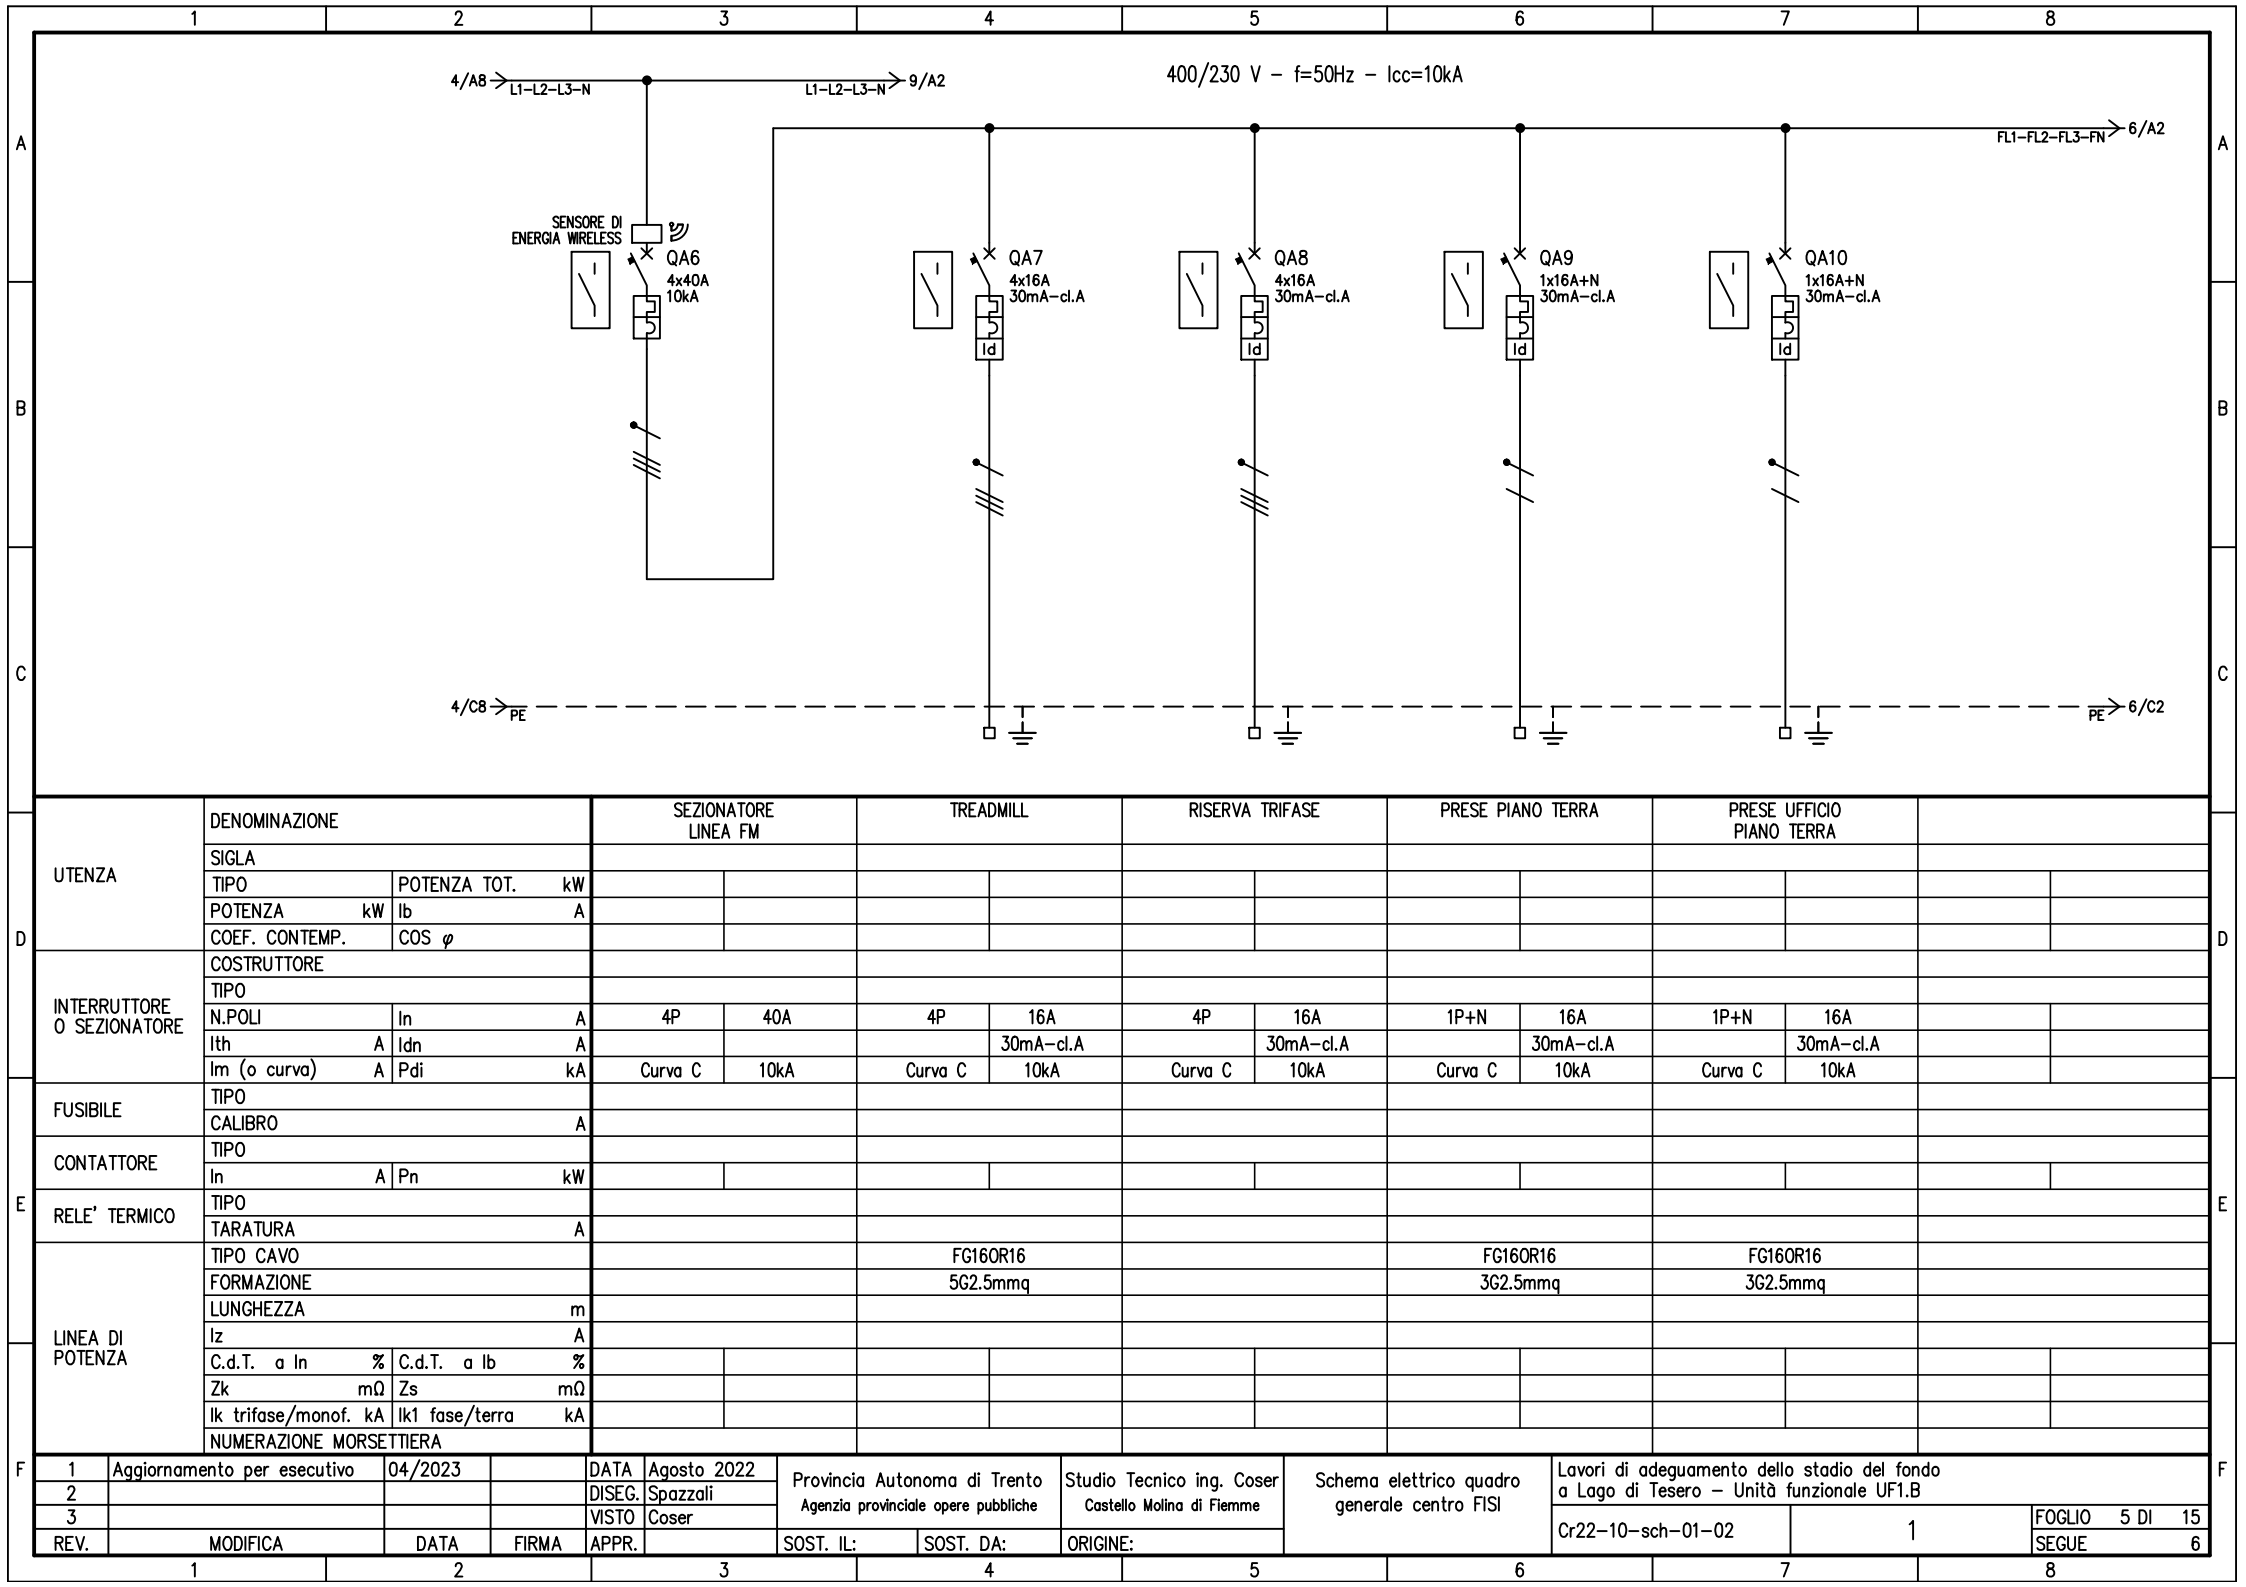 1 2 3 4 5 6 7 8
A A
B B
C C
D D
E E
F F
4/A8 L1-L2-L3-N L1-L2-L3-N 9/A2
400/230 V - f=50Hz - Icc=10kA
FL1-FL2-FL3-FN 6/A2
SENSORE DI
ENERGIA WIRELESS
QA6
4x40A
10kA
QA7
4x16A
30mA-cl.A
Id
QA8
4x16A
30mA-cl.A
Id
QA9
1x16A+N
30mA-cl.A
Id
QA10
1x16A+N
30mA-cl.A
Id
4/C8 PE PE 6/C2
UTENZA
DENOMINAZIONE SEZIONATORE LINEA FM TREADMILL RISERVA TRIFASE PRESE PIANO TERRA PRESE UFFICIO PIANO TERRA
SIGLA
TIPO POTENZA TOT. kW
POTENZA kW Ib A
COEF. CONTEMP. COS φ
INTERRUTTORE
O SEZIONATORE
COSTRUTTORE
TIPO
N.POLI In A 4P 40A 4P 16A 4P 16A 1P+N 16A 1P+N 16A
Ith A Idn A 30mA-cl.A 30mA-cl.A 30mA-cl.A 30mA-cl.A
Im (o curva) A Pdi kA Curva C 10kA Curva C 10kA Curva C 10kA Curva C 10kA Curva C 10kA
FUSIBILE
TIPO
CALIBRO A
CONTATTORE
TIPO
In A Pn kW
RELE' TERMICO
TIPO
TARATURA A
LINEA DI
POTENZA
TIPO CAVO FG16OR16 FG16OR16 FG16OR16
FORMAZIONE 5G2.5mmq 3G2.5mmq 3G2.5mmq
LUNGHEZZA m
Iz A
C.d.T. a In % C.d.T. a Ib %
Zk mΩ Zs mΩ
Ik trifase/monof. kA Ik1 fase/terra kA
NUMERAZIONE MORSETTIERA
1 Aggiornamento per esecutivo 04/2023
2
3
REV. MODIFICA DATA FIRMA
DATA Agosto 2022
DISEG. Spazzali
VISTO Coser
APPR.
Provincia Autonoma di Trento
Agenzia provinciale opere pubbliche
SOST. IL: SOST. DA:
Studio Tecnico ing. Coser
Castello Molina di Fiemme
ORIGINE:
Schema elettrico quadro
generale centro FISI
Lavori di adeguamento dello stadio del fondo
a Lago di Tesero - Unità funzionale UF1.B
Cr22-10-sch-01-02
1
FOGLIO 5 DI 15
SEGUE 6
1 2 3 4 5 6 7 8